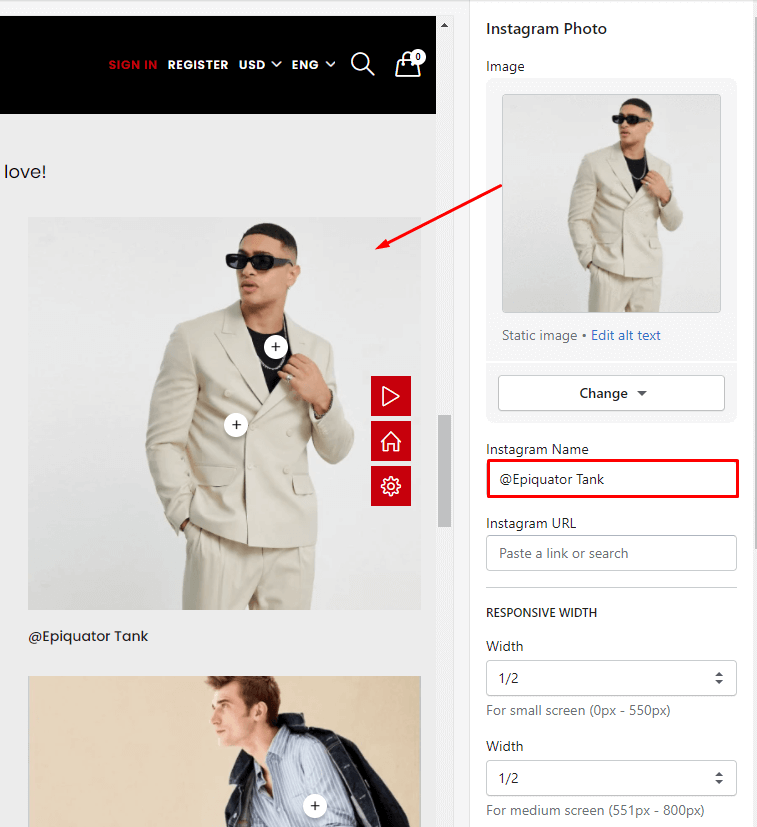 SIGN IN REGISTER USD ENG 0
love!
@Epiquator Tank
Instagram Photo
Image
Static image • Edit alt text
Change
Instagram Name
@Epiquator Tank
Instagram URL
Paste a link or search
RESPONSIVE WIDTH
Width
1/2
For small screen (0px - 550px)
Width
1/2
For medium screen (551px - 800px)